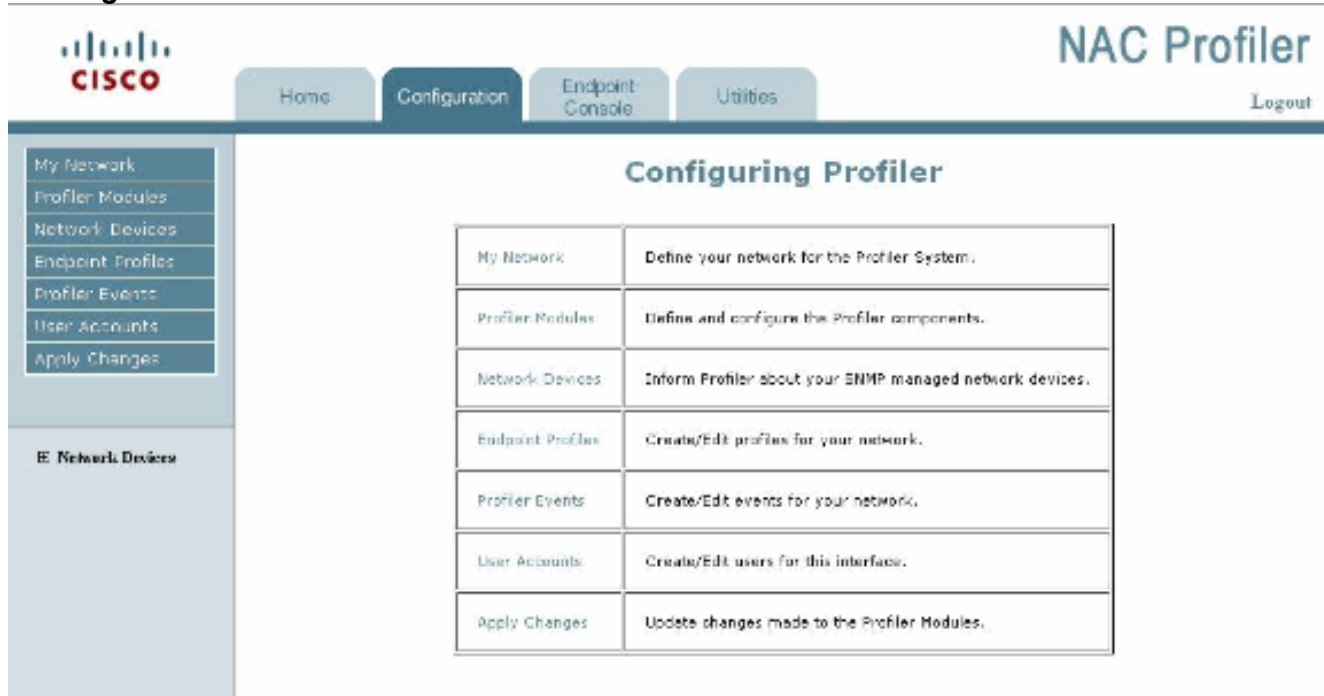 CISCO
NAC Profiler
Home
Configuration
Endpoint
Console
Utilities
Logout
My Network
Profiler Modules
Network Devices
Endpoint Profiles
Profiler Events
User Accounts
Apply Changes
Network Devices
Configuring Profiler
My Network Define your network for the Profiler System.
Profiler Modules Define and configure the Profiler components.
Network Devices Inform Profiler about your SNMP managed network devices.
Endpoint Profiles Create/Edit profiles for your network.
Profiler Events Create/Edit events for your network.
User Accounts Create/Edit users for this interface.
Apply Changes Update changes made to the Profiler Modules.